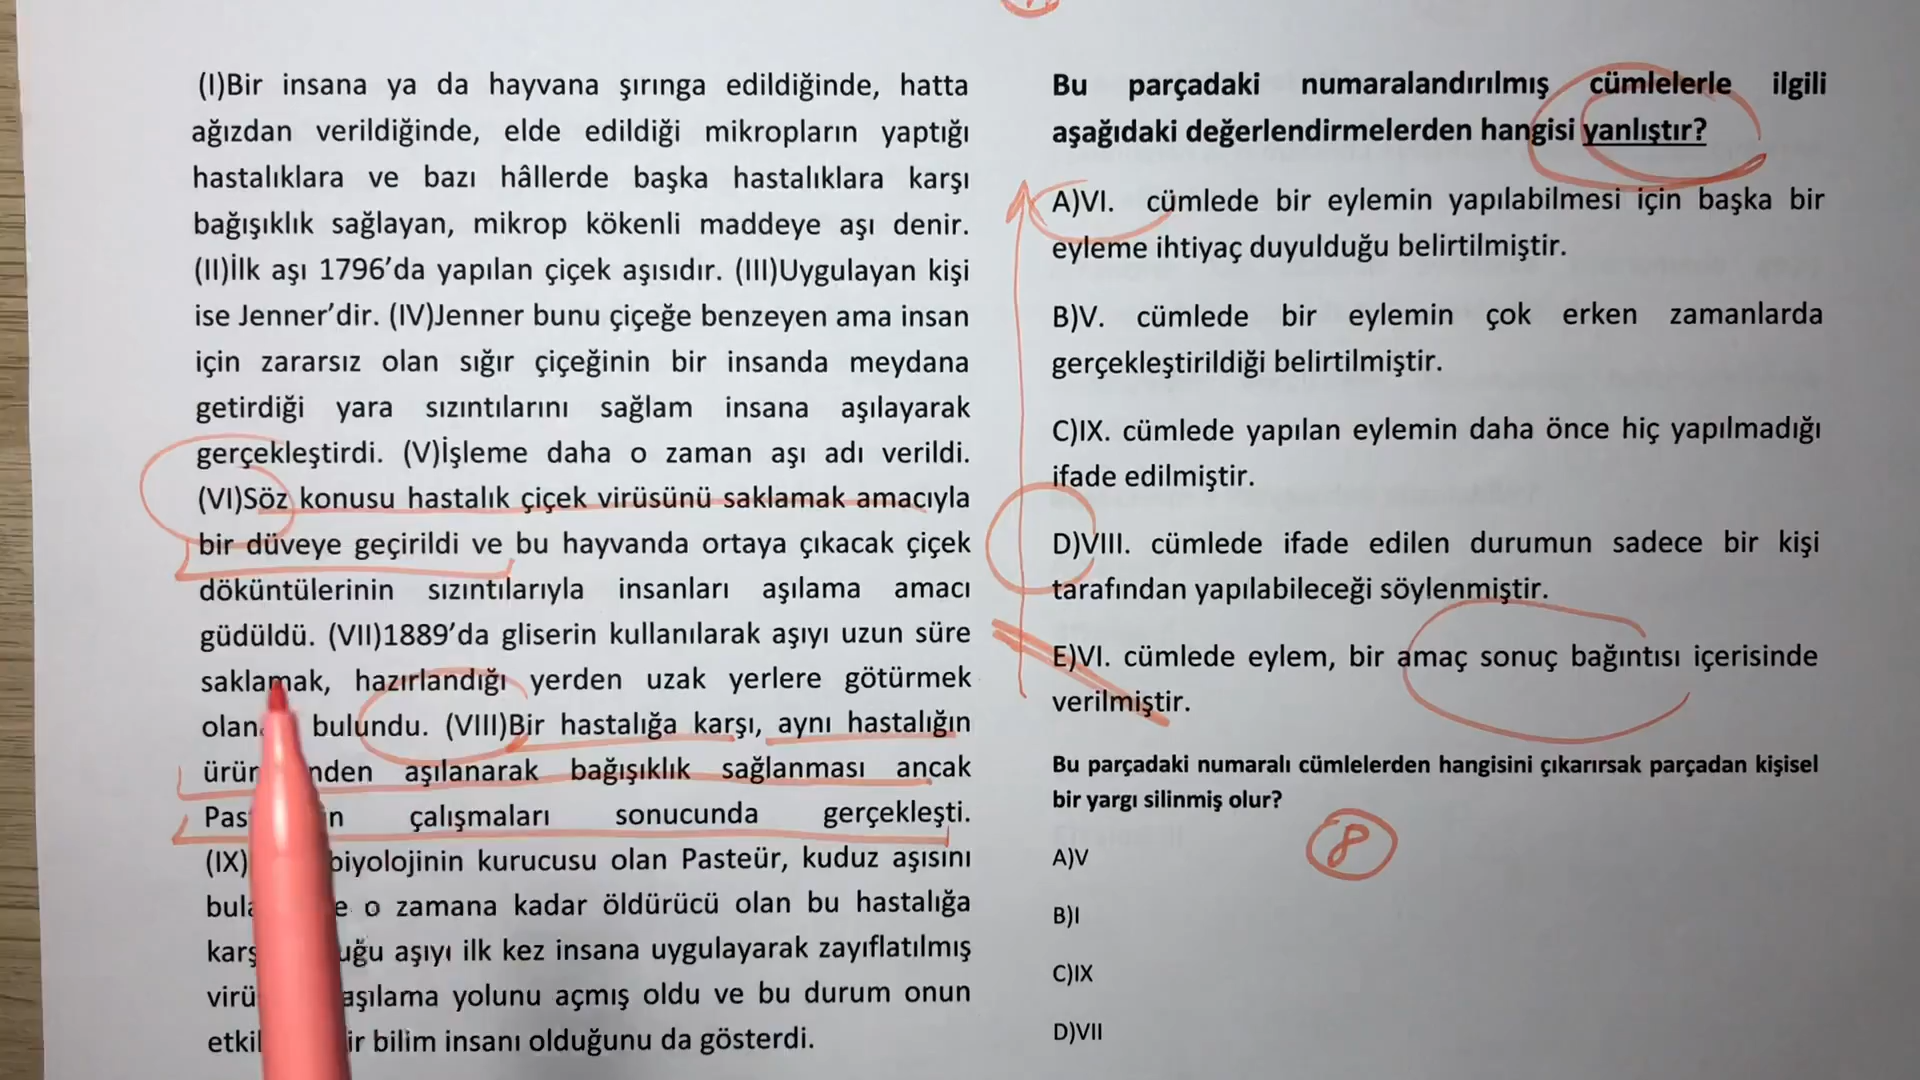 (I)Bir insana ya da hayvana şırınga edildiğinde, hatta
ağızdan verildiğinde, elde edildiği mikropların yaptığı
hastalıklara ve bazı hâllerde başka hastalıklara karşı
bağışıklık sağlayan, mikrop kökenli maddeye aşı denir.
(II)İlk aşı 1796’da yapılan çiçek aşısıdır. (III)Uygulayan kişi
ise Jenner’dir. (IV)Jenner bunu çiçeğe benzeyen ama insan
için zararsız olan sığır çiçeğinin bir insanda meydana
getirdiği yara sızıntılarını sağlam insana aşılayarak
gerçekleştirdi. (V)İşleme daha o zaman aşı adı verildi.
(VI)Söz konusu hastalık çiçek virüsünü saklamak amacıyla
bir düveye geçirildi ve bu hayvanda ortaya çıkacak çiçek
döküntülerinin sızıntılarıyla insanları aşılama amacı
güdüldü. (VII)1889’da gliserin kullanılarak aşıyı uzun süre
saklamak, hazırlandığı yerden uzak yerlere götürmek
bulundu. (VIII)Bir hastalığa karşı, aynı hastalığın
aşılanarak bağışıklık sağlanması ancak
çalışmaları sonucunda gerçekleşti.
(IX) biyolojinin kurucusu olan Pasteür, kuduz aşısını
o zamana kadar öldürücü olan bu hastalığa
aşıyı ilk kez insana uygulayarak zayıflatılmış
aşılama yolunu açmış oldu ve bu durum onun
bilim insanı olduğunu da gösterdi.
Bu parçadaki numaralandırılmış cümlelerle ilgili
aşağıdaki değerlendirmelerden hangisi yanlıştır?
A)VI. cümlede bir eylemin yapılabilmesi için başka bir
eyleme ihtiyaç duyulduğu belirtilmiştir.
B)V. cümlede bir eylemin çok erken zamanlarda
gerçekleştirildiği belirtilmiştir.
C)IX. cümlede yapılan eylemin daha önce hiç yapılmadığı
ifade edilmiştir.
D)VIII. cümlede ifade edilen durumun sadece bir kişi
tarafından yapılabileceği söylenmiştir.
E)VI. cümlede eylem, bir amaç sonuç bağıntısı içerisinde
verilmiştir.
Bu parçadaki numaralı cümlelerden hangisini çıkarırsak parçadan kişisel
bir yargı silinmiş olur?
8
A)V
B)I
C)IX
D)VII